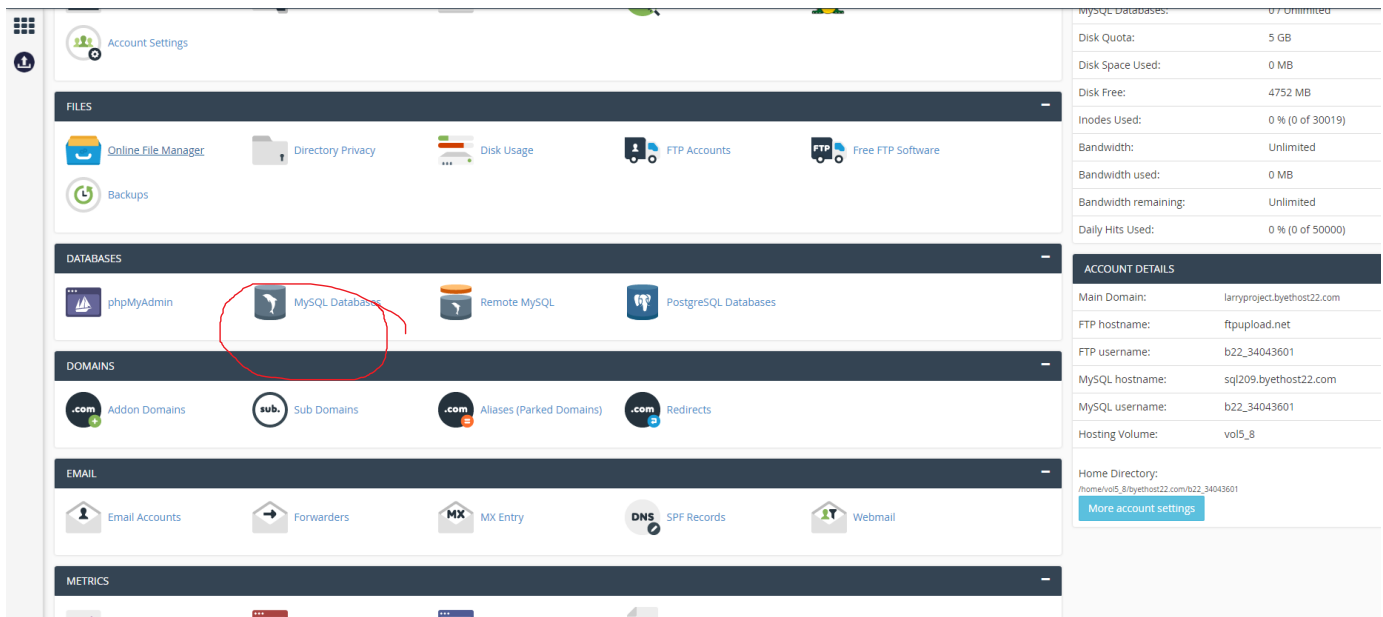 MySQL Databases: 0 / Unlimited
Account Settings
Disk Quota: 5 GB
Disk Space Used: 0 MB
Disk Free: 4752 MB
Inodes Used: 0 % (0 of 30019)
Bandwidth: Unlimited
Bandwidth used: 0 MB
Bandwidth remaining: Unlimited
Daily Hits Used: 0 % (0 of 50000)
FILES
Online File Manager
Directory Privacy
Disk Usage
FTP Accounts
FTP
Free FTP Software
Backups
DATABASES
phpMyAdmin
MySQL Databases
Remote MySQL
PostgreSQL Databases
DOMAINS
.com
Addon Domains
sub.
Sub Domains
.com
Aliases (Parked Domains)
.com
Redirects
EMAIL
Email Accounts
Forwarders
MX
MX Entry
DNS
SPF Records
Webmail
METRICS
ACCOUNT DETAILS
Main Domain: larryproject.byethost22.com
FTP hostname: ftpupload.net
FTP username: b22_34043601
MySQL hostname: sql209.byethost22.com
MySQL username: b22_34043601
Hosting Volume: vol5_8
Home Directory:
/home/vol5_8/byethost22.com/b22_34043601
More account settings